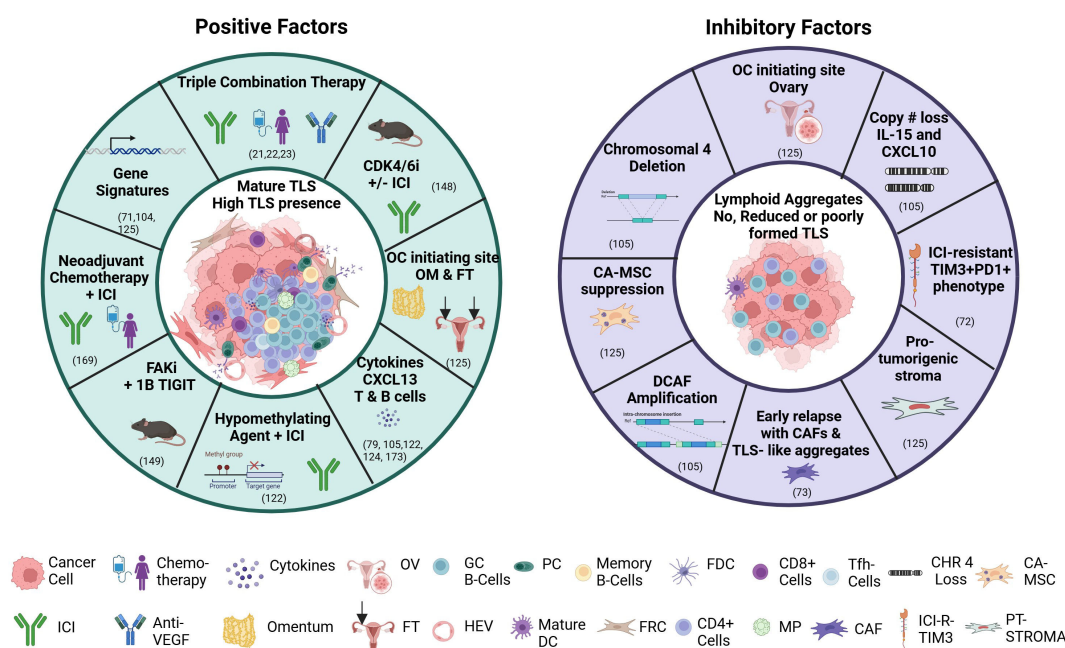 Positive Factors
Triple Combination Therapy
(21,22,23)
CDK4/6i
+/- ICI
(148)
OC initiating site
OM & FT
(125)
Cytokines
CXCL13
T & B cells
(79, 105,122,
124, 173)
Hypomethylating
Agent + ICI
Methyl group
Promoter
Target gene
(122)
FAKi
+ 1B TIGIT
(149)
Neoadjuvant
Chemotherapy
+ ICI
(169)
Gene
Signatures
(71,104,
125)
Mature TLS
High TLS presence
Inhibitory Factors
OC initiating site
Ovary
(125)
Copy # loss
IL-15 and
CXCL10
(105)
ICI-resistant
TIM3+PD1+
phenotype
(72)
Pro-
tumorigenic
stroma
(125)
Early relapse
with CAFs &
TLS- like aggregates
(73)
DCAF
Amplification
Intra-chromosome insertion
Ref
(105)
CA-MSC
suppression
(125)
Chromosomal 4
Deletion
Deletion
Ref
(105)
Lymphoid Aggregates
No, Reduced or poorly
formed TLS
Cancer
Cell
Chemo-
therapy
Cytokines
OV
GC
B-Cells
PC
Memory
B-Cells
FDC
CD8+
Cells
Tfh-
Cells
CHR 4
Loss
CA-
MSC
ICI
Anti-
VEGF
Omentum
FT
HEV
Mature
DC
FRC
CD4+
Cells
MP
CAF
ICI-R-
TIM3
PT-
STROMA